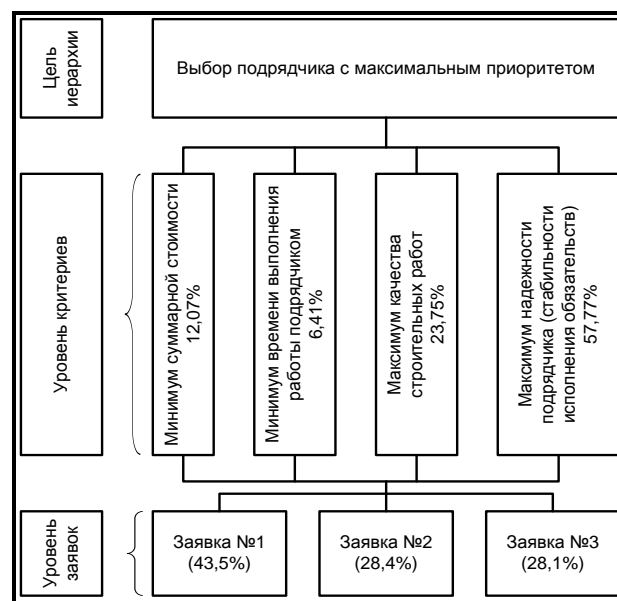 Цель
иерархии
Выбор подрядчика с максимальным приоритетом
Уровень критериев
Минимум суммарной стоимости
12,07%
Минимум времени выполнения
работы подрядчиком
6,41%
Максимум качества
строительных работ
23,75%
Максимум надежности
подрядчика (стабильности
исполнения обязательств)
57,77%
Уровень
заявок
Заявка №1
(43,5%)
Заявка №2
(28,4%)
Заявка №3
(28,1%)